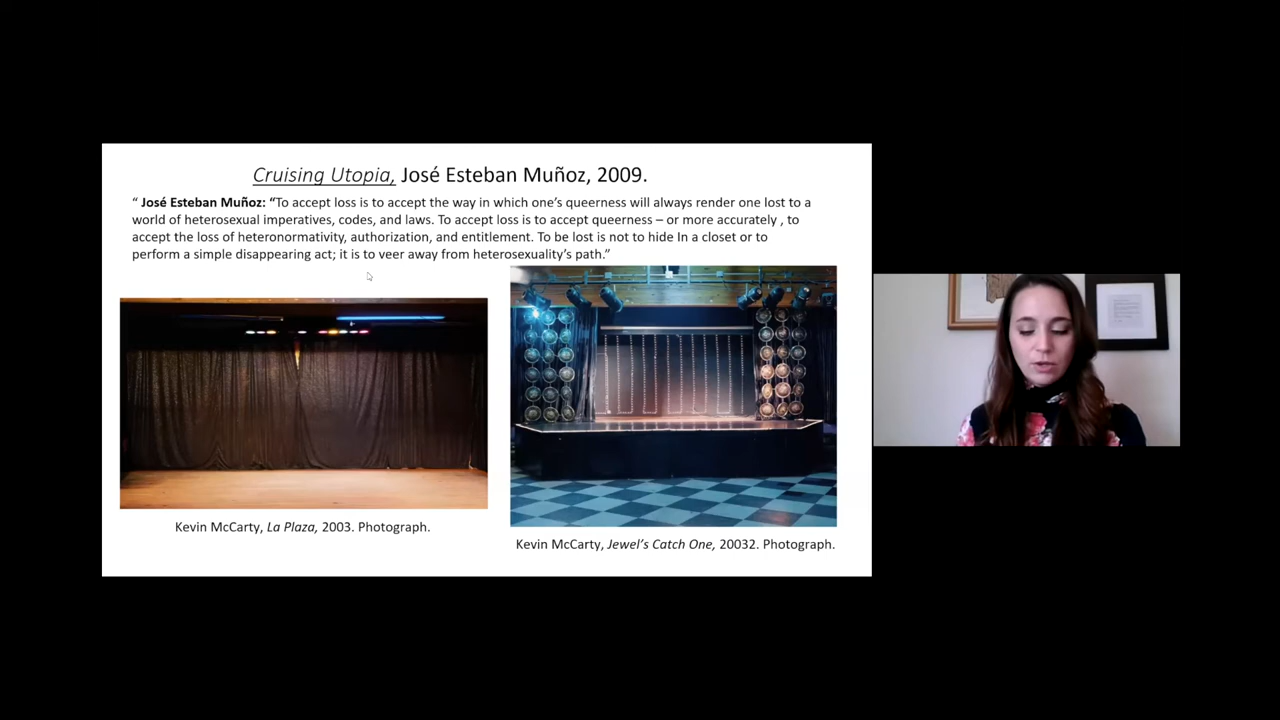 Cruising Utopia, José Esteban Muñoz, 2009.
“ José Esteban Muñoz: “To accept loss is to accept the way in which one’s queerness will always render one lost to a
world of heterosexual imperatives, codes, and laws. To accept loss is to accept queerness – or more accurately , to
accept the loss of heteronormativity, authorization, and entitlement. To be lost is not to hide In a closet or to
perform a simple disappearing act; it is to veer away from heterosexuality’s path.”
Kevin McCarty, La Plaza, 2003. Photograph.
Kevin McCarty, Jewel’s Catch One, 20032. Photograph.